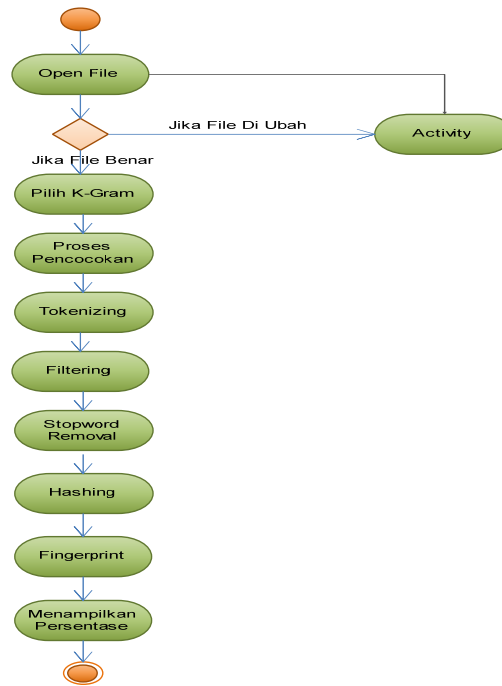 Open File
Jika File Di Ubah
Activity
Jika File Benar
Pilih K-Gram
Proses
Pencocokan
Tokenizing
Filtering
Stopword
Removal
Hashing
Fingerprint
Menampilkan
Persentase